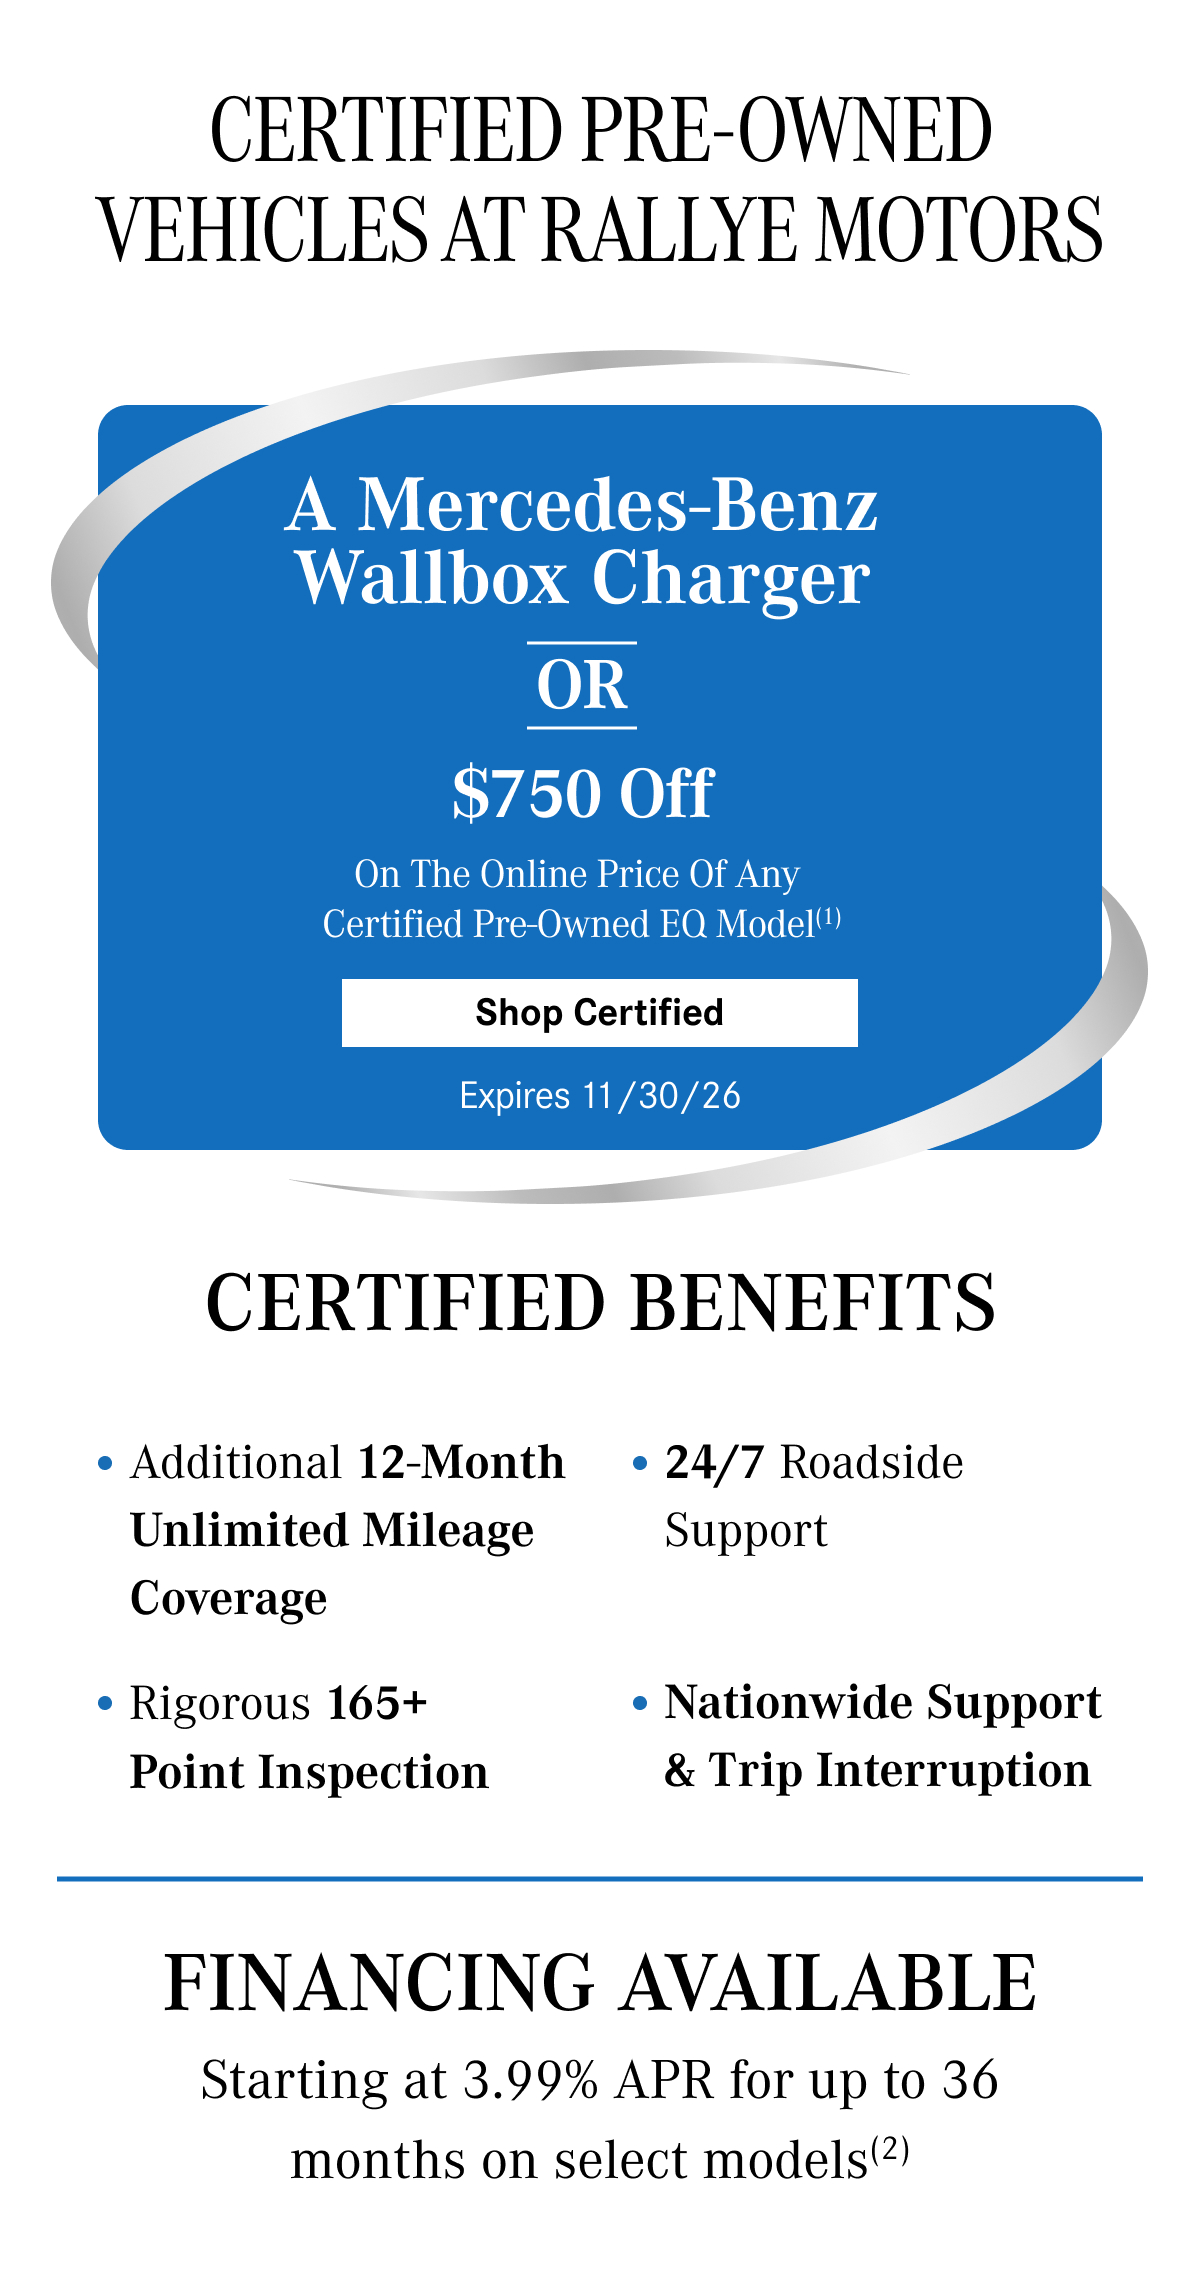 CERTIFIED PRE-OWNED
VEHICLES AT RALLYE MOTORS
A Mercedes-Benz
Wallbox Charger
OR
$750 Off
On The Online Price Of Any
Certified Pre-Owned EQ Model(1)
Shop Certified
Expires 11/30/26
CERTIFIED BENEFITS
• Additional 12-Month
Unlimited Mileage
Coverage
• 24/7 Roadside
Support
• Rigorous 165+
Point Inspection
• Nationwide Support
& Trip Interruption
FINANCING AVAILABLE
Starting at 3.99% APR for up to 36
months on select models(2)